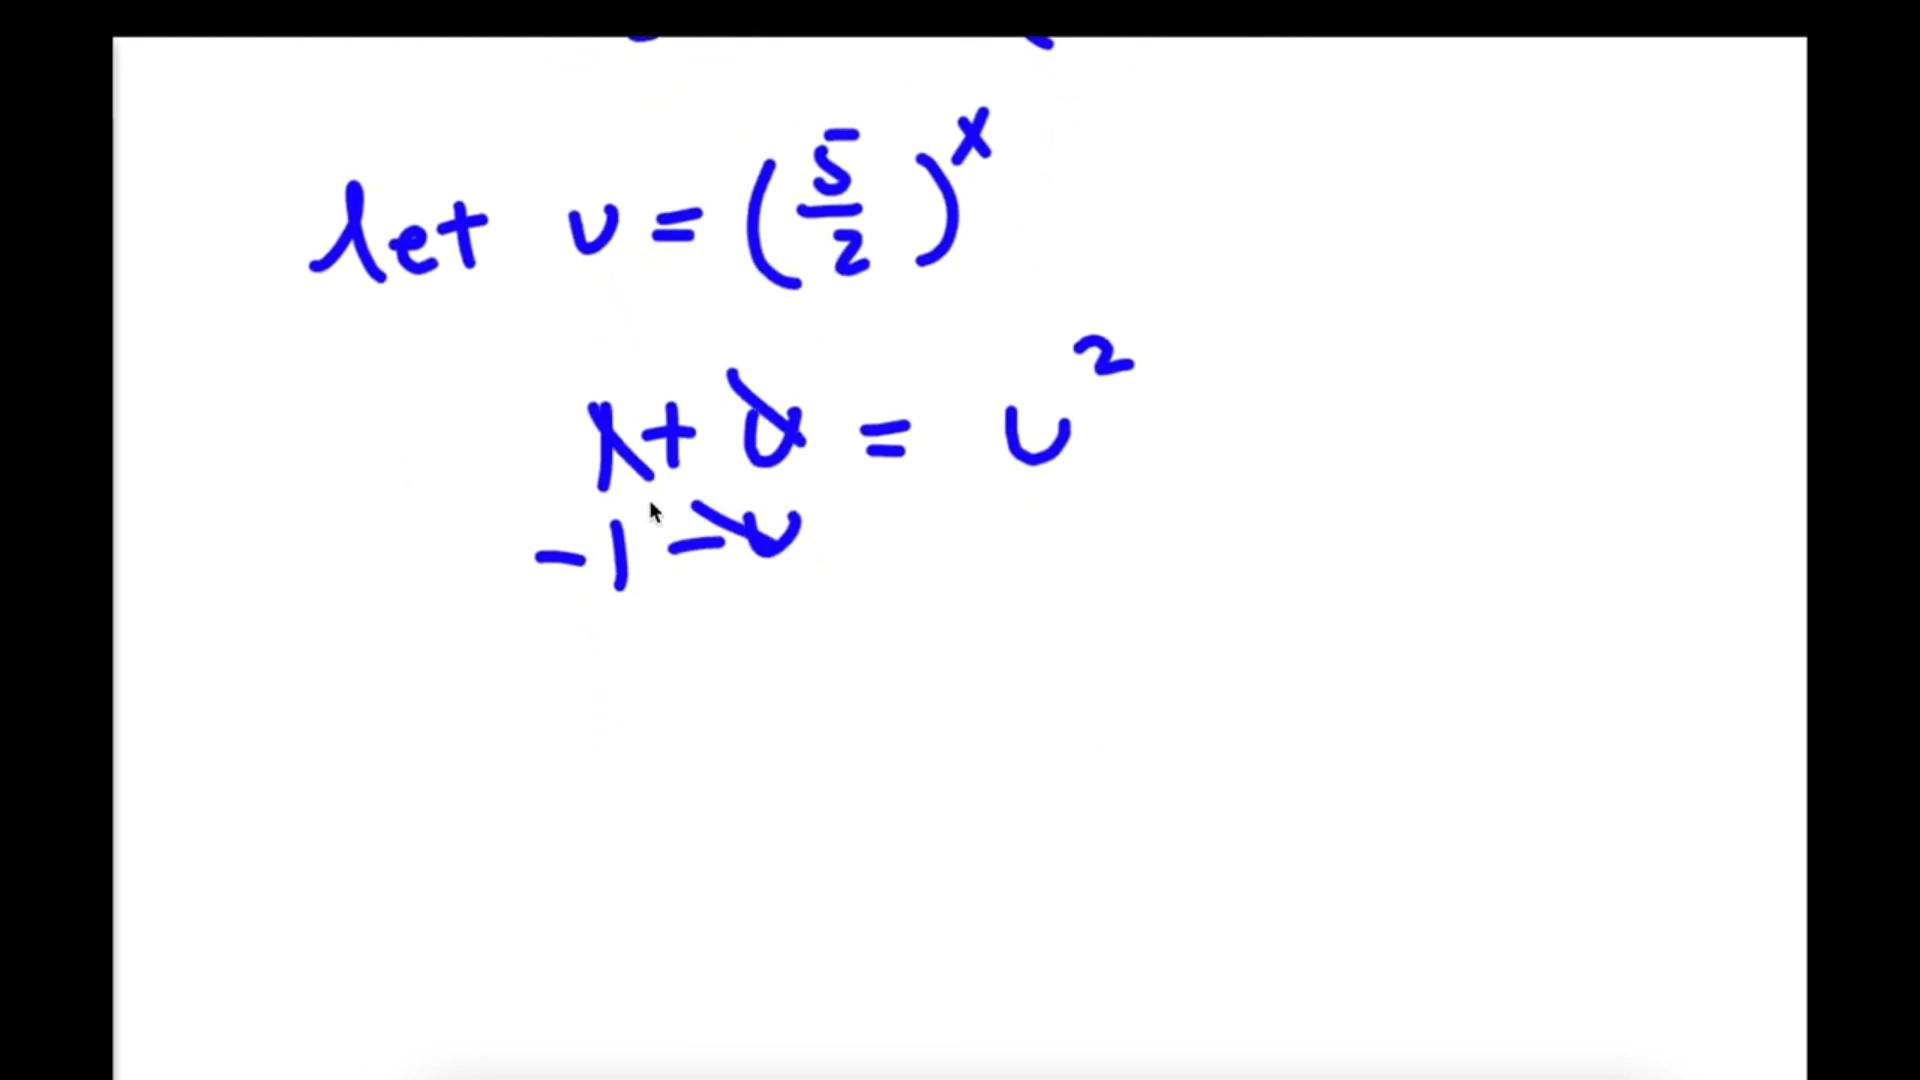 let u = (5/2)^x
1 + u = u^2
-1 -u